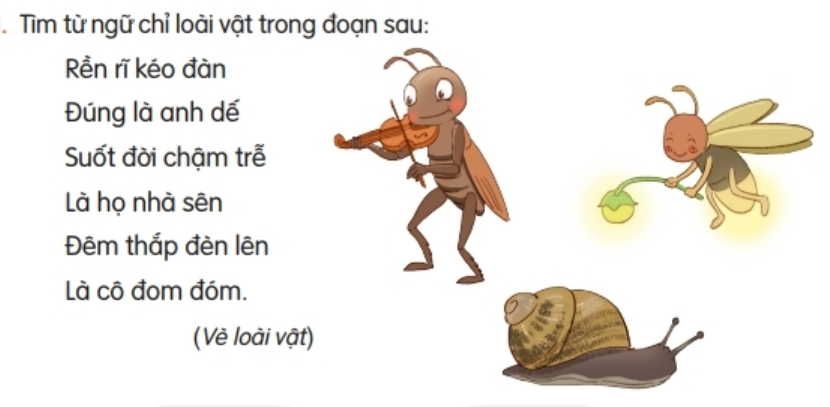 . Tìm từ ngữ chỉ loài vật trong đoạn sau:
Rền rĩ kéo đàn
Đúng là anh dế
Suốt đời chậm trễ
Là họ nhà sên
Đêm thắp đèn lên
Là cô đom đóm.
(Vè loài vật)